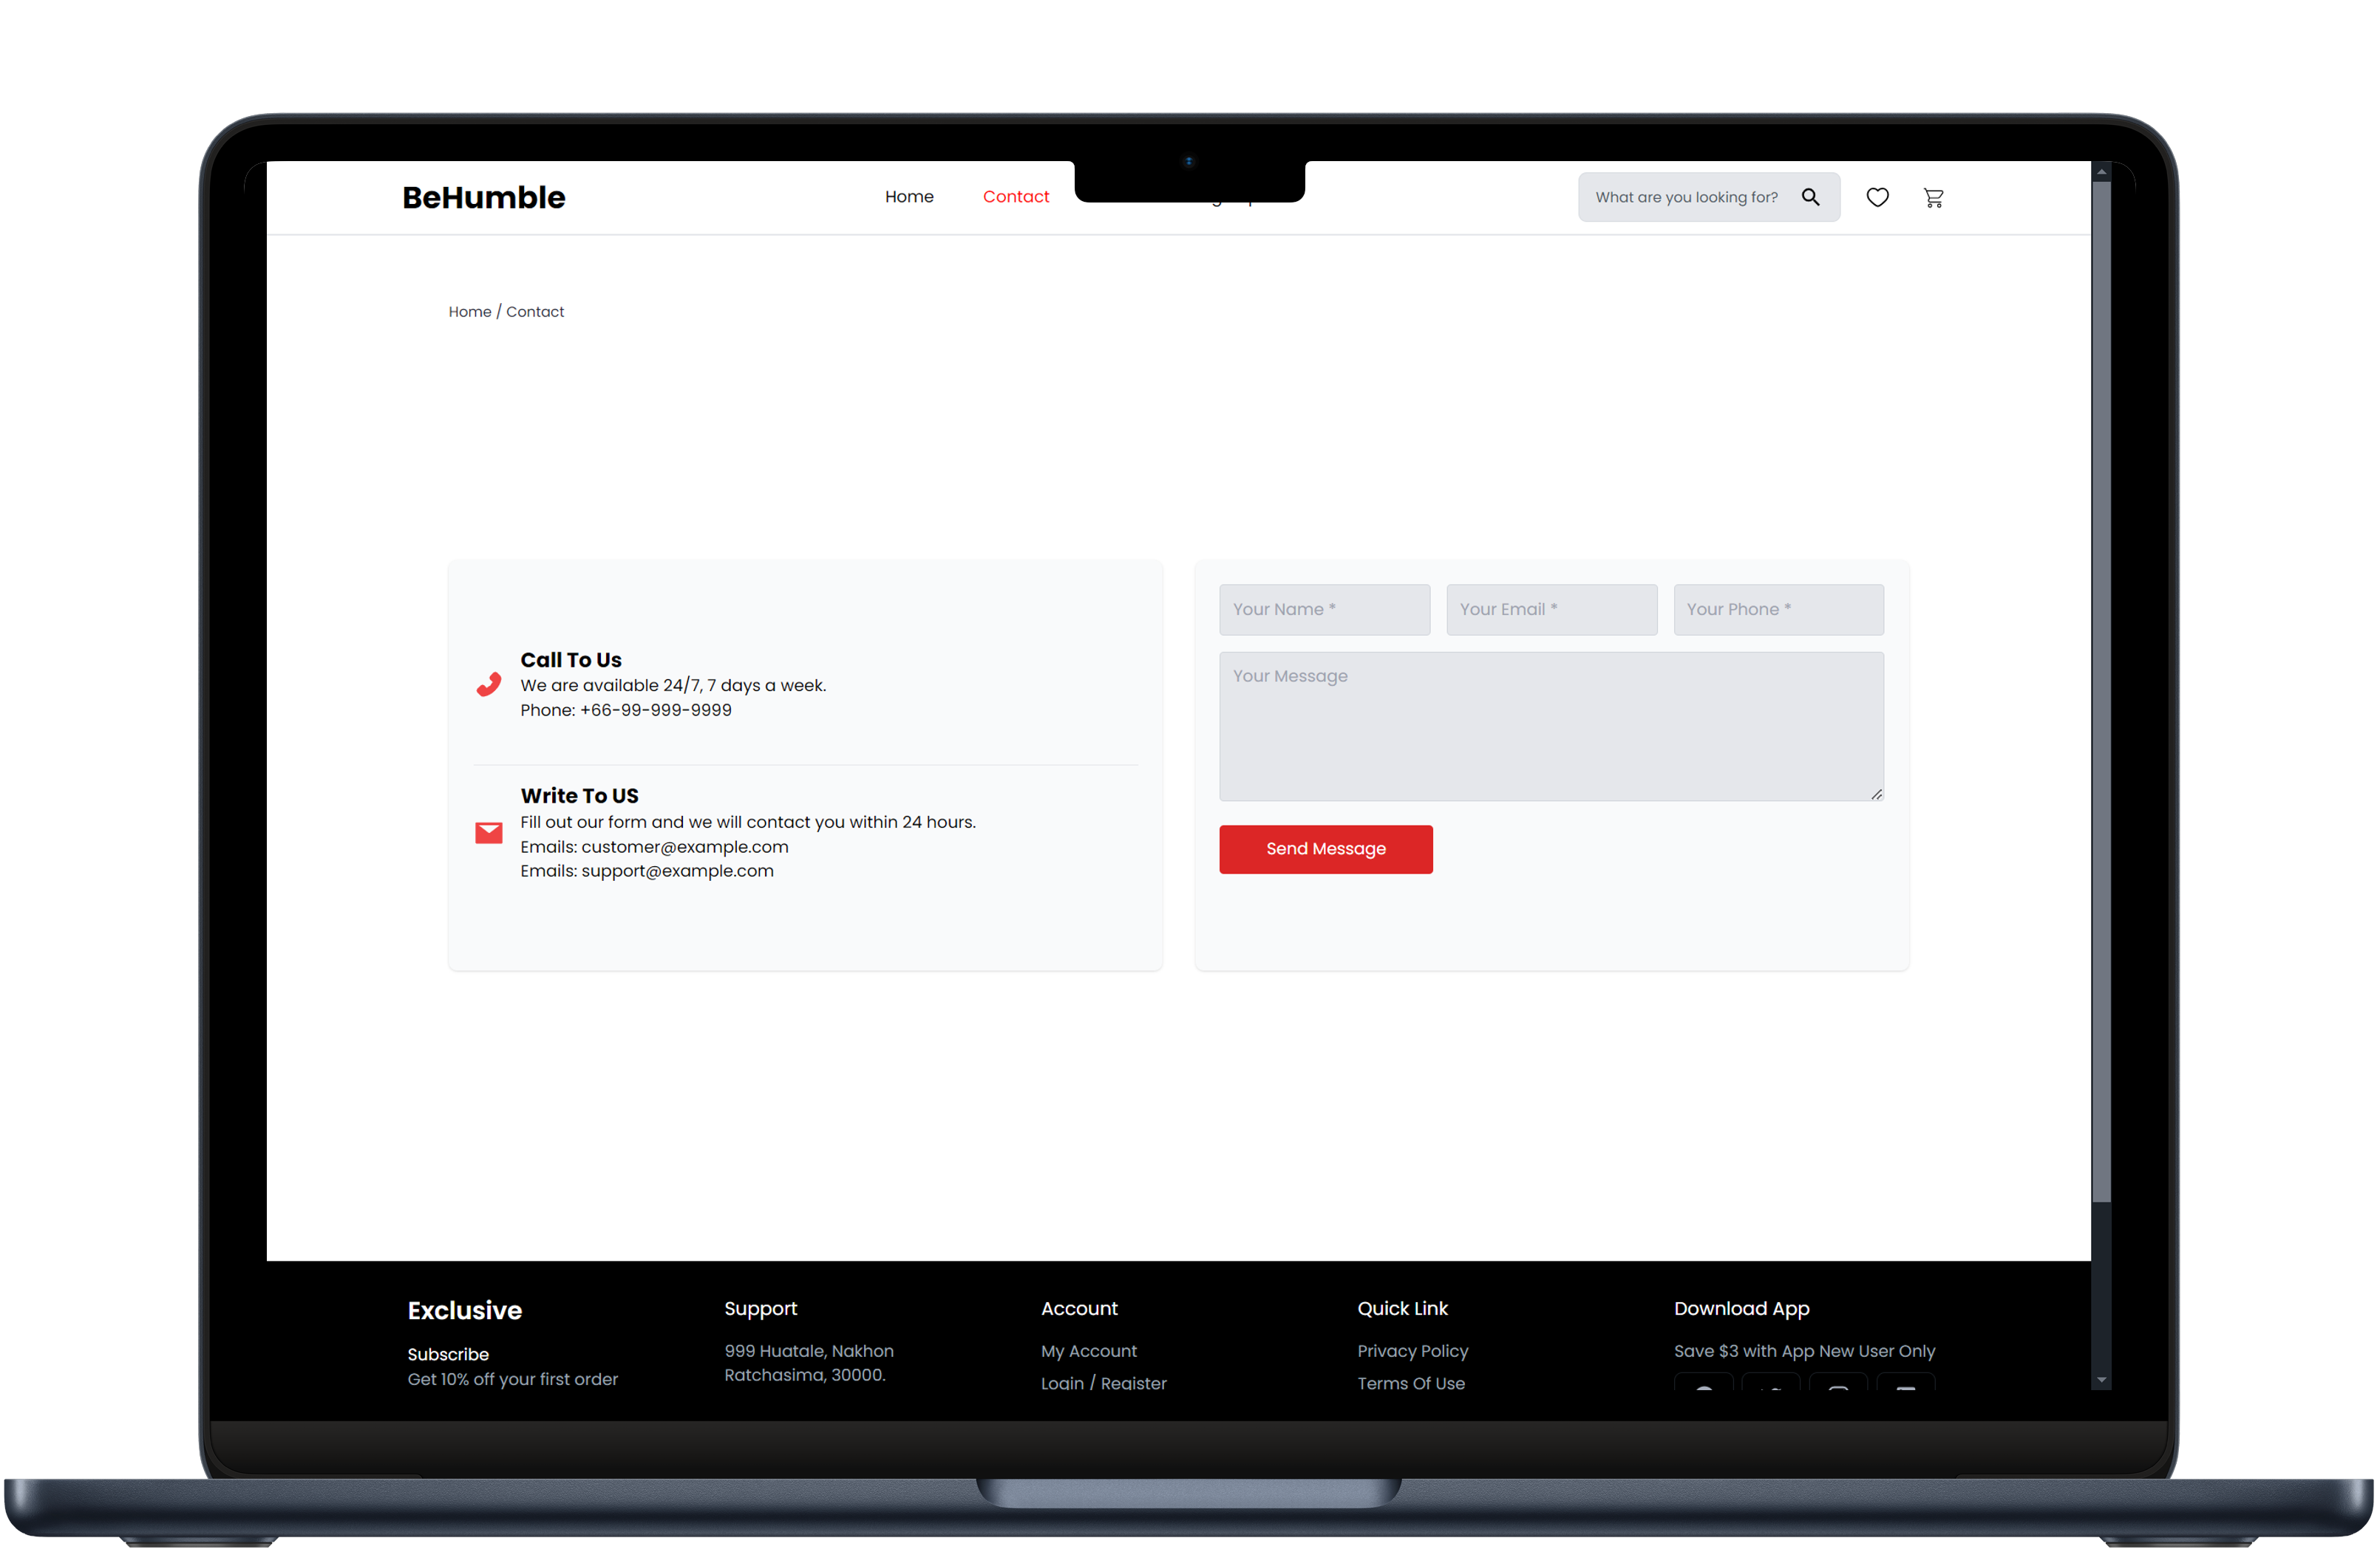 BeHumble
Home
Contact
What are you looking for?
Home / Contact
Call To Us
We are available 24/7, 7 days a week.
Phone: +66-99-999-9999
Write To US
Fill out our form and we will contact you within 24 hours.
Emails: customer@example.com
Emails: support@example.com
Your Name *
Your Email *
Your Phone *
Your Message
Send Message
Exclusive
Subscribe
Get 10% off your first order
Support
999 Huatale, Nakhon
Ratchasima, 30000.
Account
My Account
Login / Register
Quick Link
Privacy Policy
Terms Of Use
Download App
Save $3 with App New User Only